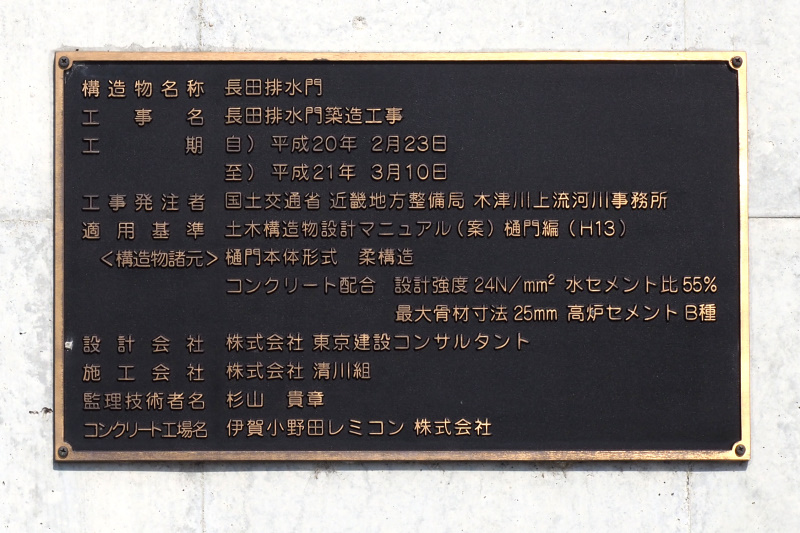 構造物名称 長田排水門
工事名 長田排水門築造工事
工期 自) 平成20年 2月23日
至) 平成21年 3月10日
工事発注者 国土交通省 近畿地方整備局 木津川上流河川事務所
適用基準 土木構造物設計マニュアル(案)樋門編(H13)
<構造物諸元> 樋門本体形式 柔構造
コンクリート配合 設計強度 24N/mm² 水セメント比 55%
最大骨材寸法 25mm 高炉セメント B種
設計会社 株式会社 東京建設コンサルタント
施工会社 株式会社 清川組
監理技術者名 杉山 貴章
コンクリート工場名 伊賀小野田レミコン 株式会社